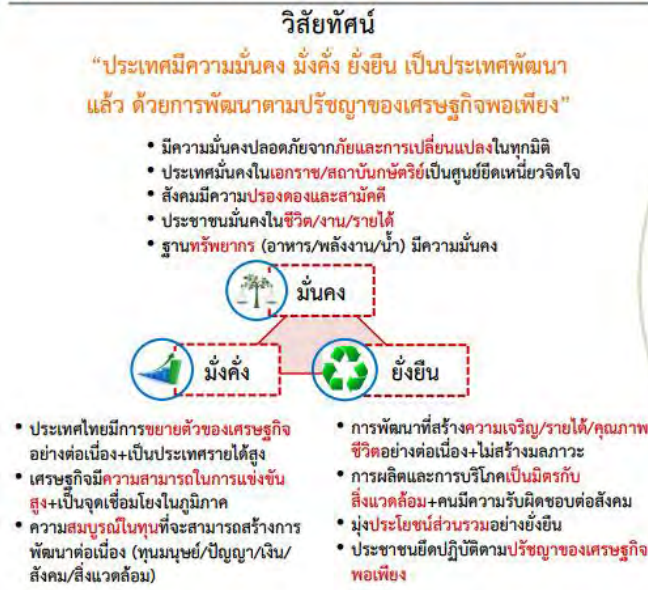 วิสัยทัศน์
“ประเทศมีความมั่นคง มั่งคั่ง ยั่งยืน เป็นประเทศพัฒนา
แล้ว ด้วยการพัฒนาตามปรัชญาของเศรษฐกิจพอเพียง”
• มีความมั่นคงปลอดภัยจากภัยและการเปลี่ยนแปลงในทุกมิติ
• ประเทศมั่นคงในเอกราช/สถาบันกษัตริย์เป็นศูนย์ยึดเหนี่ยวจิตใจ
• สังคมมีความปรองดองและสามัคคี
• ประชาชนมั่นคงในชีวิต/งาน/รายได้
• ฐานทรัพยากร (อาหาร/พลังงาน/น้ำ) มีความมั่นคง
มั่นคง
มั่งคั่ง
ยั่งยืน
• ประเทศไทยมีการขยายตัวของเศรษฐกิจ
อย่างต่อเนื่อง+เป็นประเทศรายได้สูง
• เศรษฐกิจมีความสามารถในการแข่งขัน
สูง+เป็นจุดเชื่อมโยงในภูมิภาค
• ความสมบูรณ์ในทุนที่จะสามารถสร้างการ
พัฒนาต่อเนื่อง (ทุนมนุษย์/ปัญญา/เงิน/
สังคม/สิ่งแวดล้อม)
• การพัฒนาที่สร้างความเจริญ/รายได้/คุณภาพ
ชีวิตอย่างต่อเนื่อง+ไม่สร้างมลภาวะ
• การผลิตและการบริโภคเป็นมิตรกับ
สิ่งแวดล้อม+คนมีความรับผิดชอบต่อสังคม
• มุ่งประโยชน์ส่วนรวมอย่างยั่งยืน
• ประชาชนยึดปฏิบัติตามปรัชญาของเศรษฐกิจ
พอเพียง